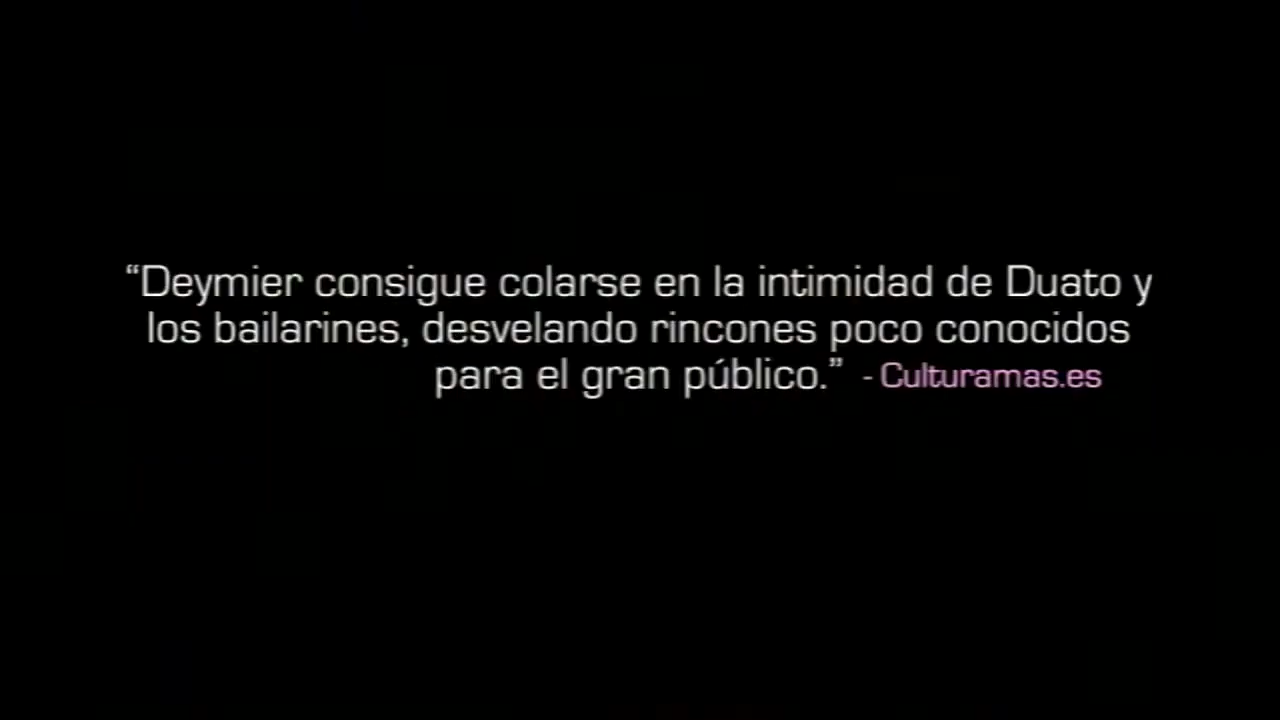 “Deymier consigue colarse en la intimidad de Duato y
los bailarines, desvelando rincones poco conocidos
para el gran público.” - Culturamas.es